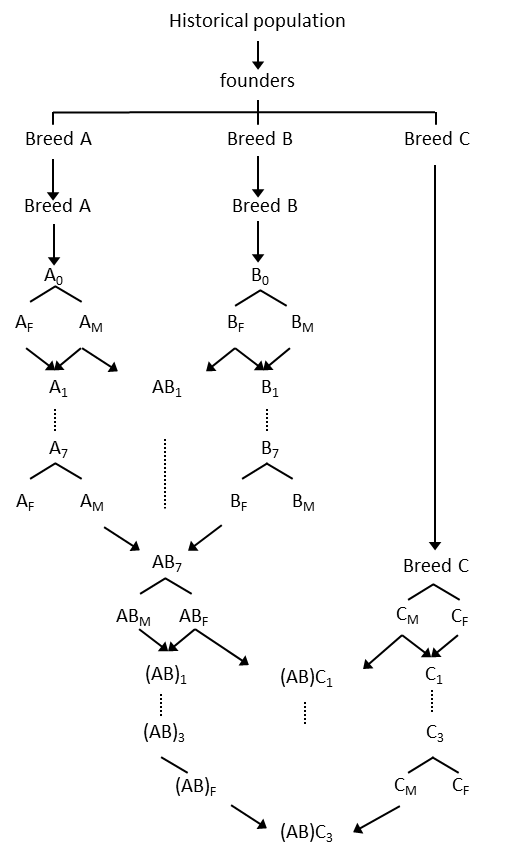 Historical population
founders
Breed A Breed B Breed C
Breed A Breed B
A0 B0
AF AM BF BM
A1 AB1 B1
A7 B7
AF AM BF BM
AB7 Breed C
ABM ABF CM CF
(AB)1 (AB)C1 C1
(AB)3 C3
(AB)F CM CF
(AB)C3